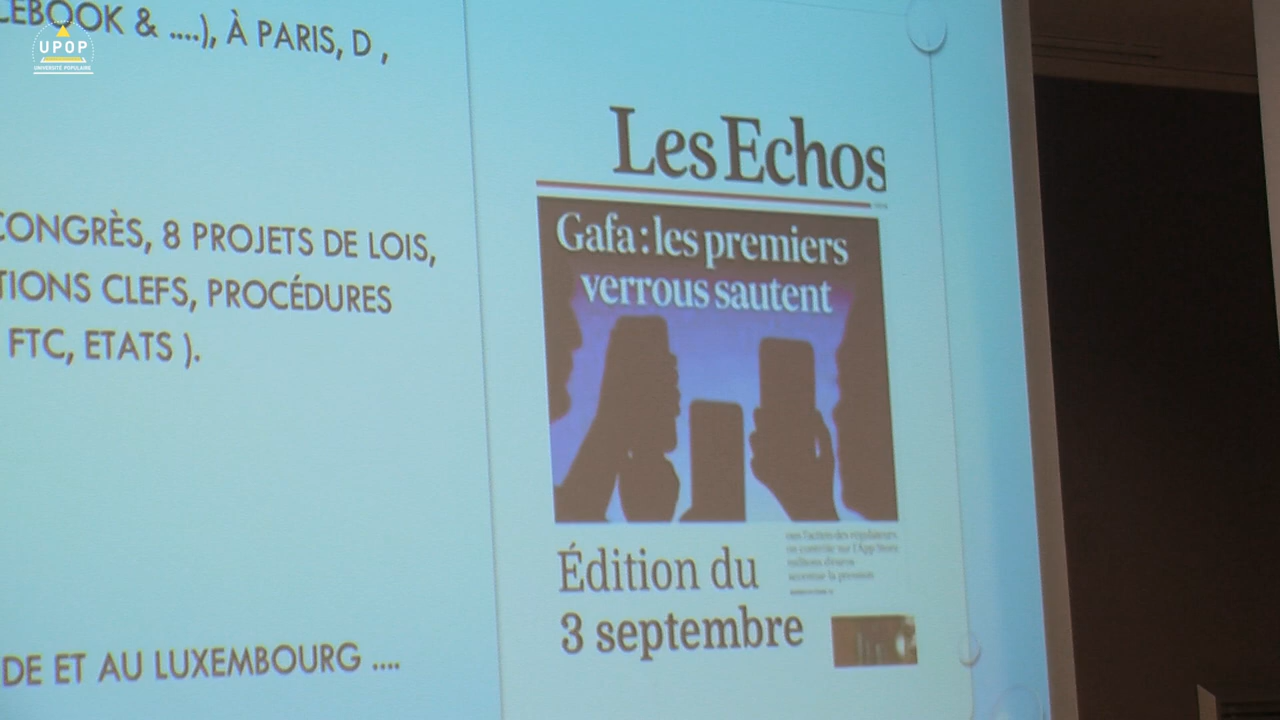 CEBOOK & ....), À PARIS, D ,
UPOP
UNIVERSITÉ POPULAIRE
Les Echos
CONGRÈS, 8 PROJETS DE LOIS,
TIONS CLEFS, PROCÉDURES
FTC, ETATS ).
Gafa : les premiers
verrous sautent
Édition du
3 septembre
DE ET AU LUXEMBOURG ....